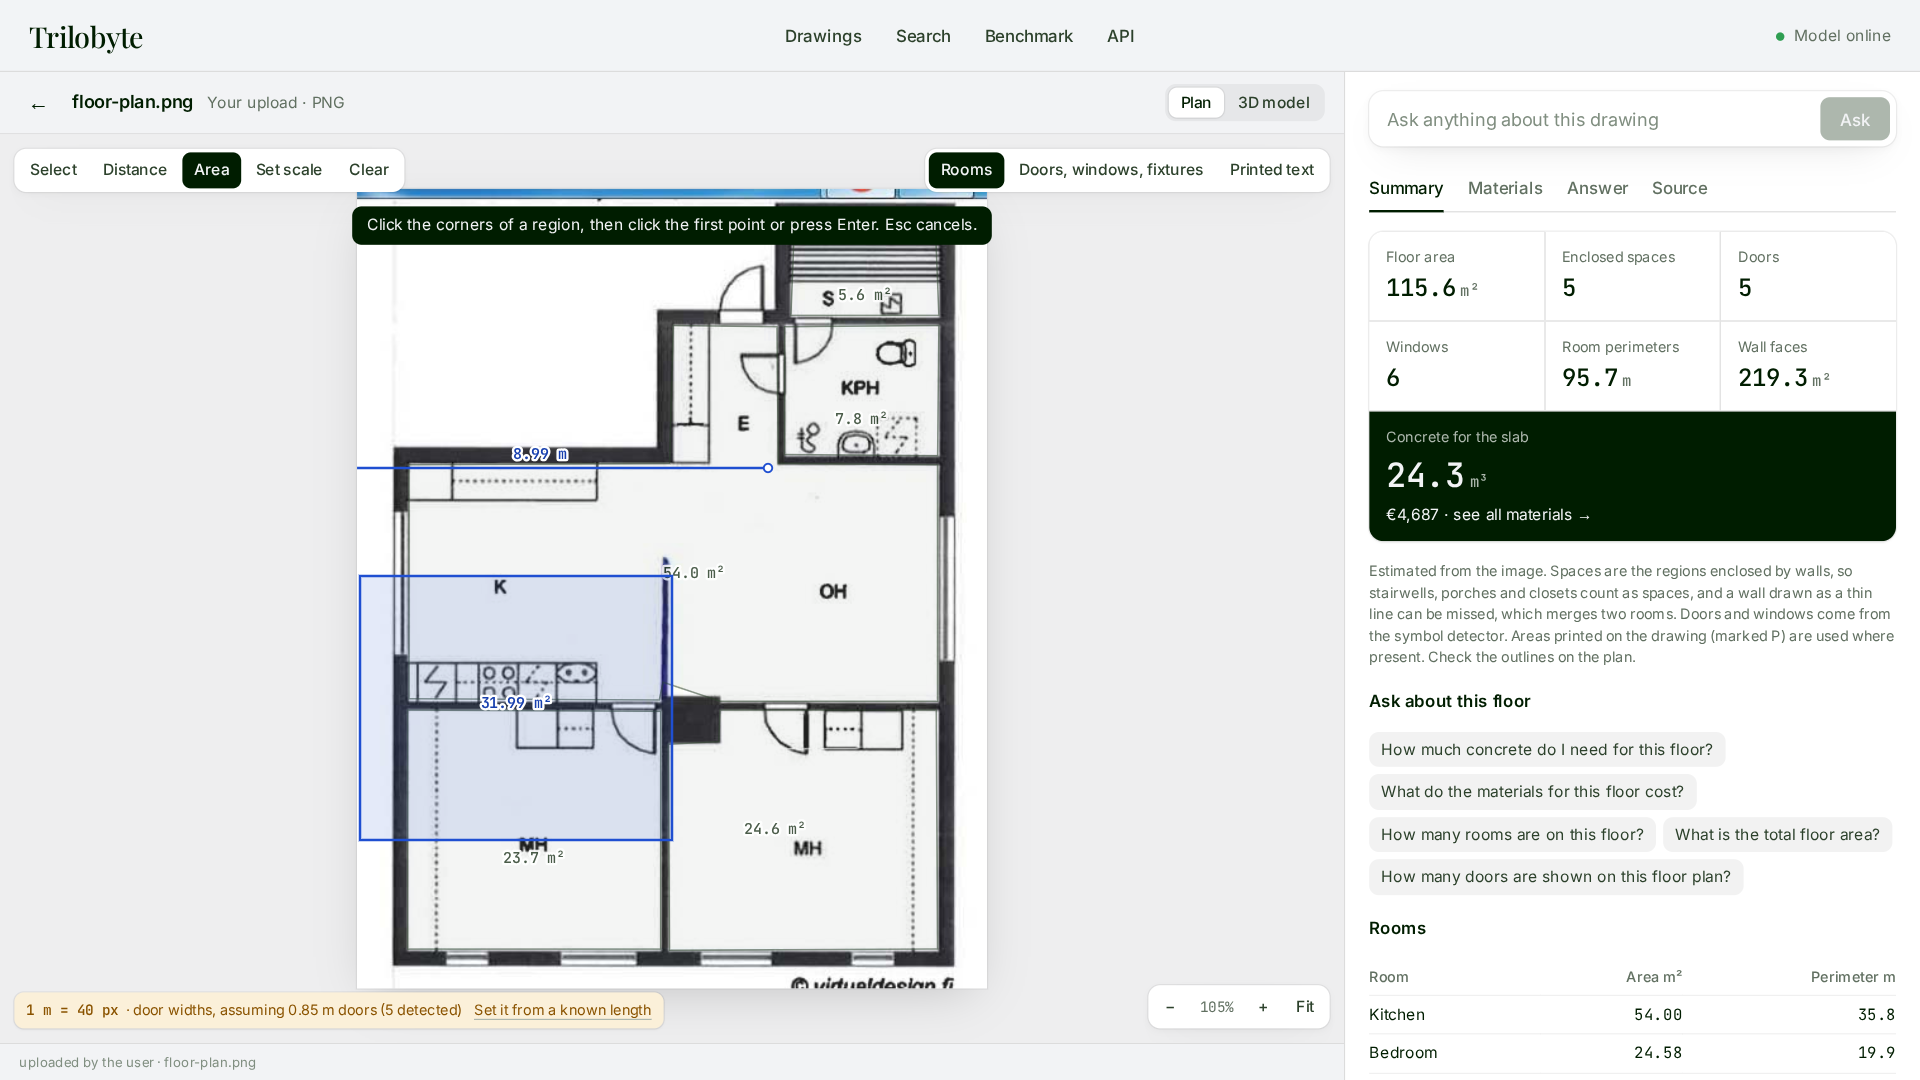 Trilobyte
Drawings Search Benchmark API
Model online
← floor-plan.png Your upload · PNG
Plan 3D model
Select Distance Area Set scale Clear
Rooms Doors, windows, fixtures Printed text
Click the corners of a region, then click the first point or press Enter. Esc cancels.
S 5.6 m²
KPH
7.8 m²
E
8.99 m
54.0 m²
K
OH
31.99 m²
24.6 m²
MH
23.7 m²
MH
© virtualdesign.fi
1 m = 40 px · door widths, assuming 0.85 m doors (5 detected) Set it from a known length
− 105% + Fit
uploaded by the user · floor-plan.png
Ask anything about this drawing
Ask
Summary Materials Answer Source
Floor area
115.6 m²
Enclosed spaces
5
Doors
5
Windows
6
Room perimeters
95.7 m
Wall faces
219.3 m²
Concrete for the slab
24.3 m³
€4,687 · see all materials →
Estimated from the image. Spaces are the regions enclosed by walls, so
stairwells, porches and closets count as spaces, and a wall drawn as a thin
line can be missed, which merges two rooms. Doors and windows come from
the symbol detector. Areas printed on the drawing (marked P) are used where
present. Check the outlines on the plan.
Ask about this floor
How much concrete do I need for this floor?
What do the materials for this floor cost?
How many rooms are on this floor? What is the total floor area?
How many doors are shown on this floor plan?
Rooms
Room Area m² Perimeter m
Kitchen 54.00 35.8
Bedroom 24.58 19.9